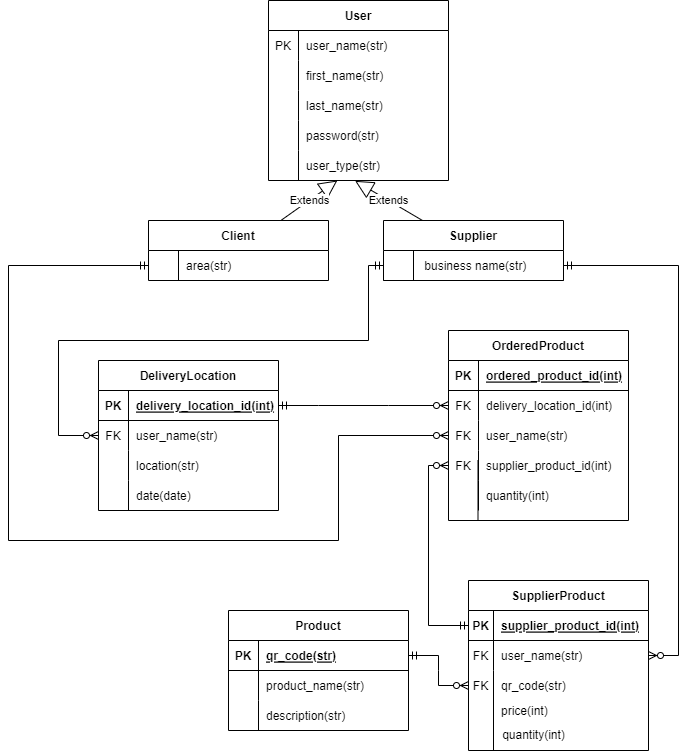 User
PK user_name(str)
first_name(str)
last_name(str)
password(str)
user_type(str)
Extends
Extends
Client
area(str)
Supplier
business name(str)
DeliveryLocation
PK delivery_location_id(int)
FK user_name(str)
location(str)
date(date)
OrderedProduct
PK ordered_product_id(int)
FK delivery_location_id(int)
FK user_name(str)
FK supplier_product_id(int)
quantity(int)
Product
PK qr_code(str)
product_name(str)
description(str)
SupplierProduct
PK supplier_product_id(int)
FK user_name(str)
FK qr_code(str)
price(int)
quantity(int)